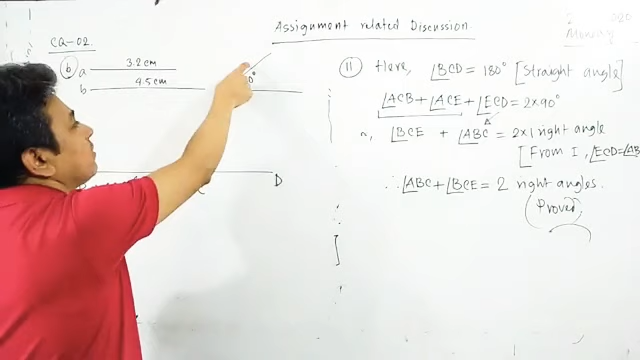 Assignment related Discussion.
CQ-02.
(b) a 3.2 cm
b 4.5 cm
D
(ii) Here, ∠BCD = 180° [Straight angle]
∠ACB + ∠ACE + ∠ECD = 2×90°
∠BCE + ∠ABC = 2×1 right angle
[From I, ∠ECD=∠AB
∴ ∠ABC + ∠BCE = 2 right angles.
(Proved)